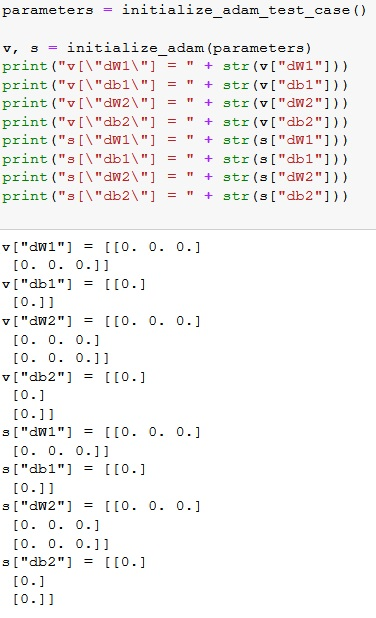 parameters = initialize_adam_test_case()
v, s = initialize_adam(parameters)
print("v[\"dW1\"] = " + str(v["dW1"]))
print("v[\"db1\"] = " + str(v["db1"]))
print("v[\"dW2\"] = " + str(v["dW2"]))
print("v[\"db2\"] = " + str(v["db2"]))
print("s[\"dW1\"] = " + str(s["dW1"]))
print("s[\"db1\"] = " + str(s["db1"]))
print("s[\"dW2\"] = " + str(s["dW2"]))
print("s[\"db2\"] = " + str(s["db2"]))
v["dW1"] = [[0. 0. 0.]
 [0. 0. 0.]]
v["db1"] = [[0.]
 [0.]]
v["dW2"] = [[0. 0. 0.]
 [0. 0. 0.]
 [0. 0. 0.]]
v["db2"] = [[0.]
 [0.]
 [0.]]
s["dW1"] = [[0. 0. 0.]
 [0. 0. 0.]]
s["db1"] = [[0.]
 [0.]]
s["dW2"] = [[0. 0. 0.]
 [0. 0. 0.]
 [0. 0. 0.]]
s["db2"] = [[0.]
 [0.]
 [0.]]